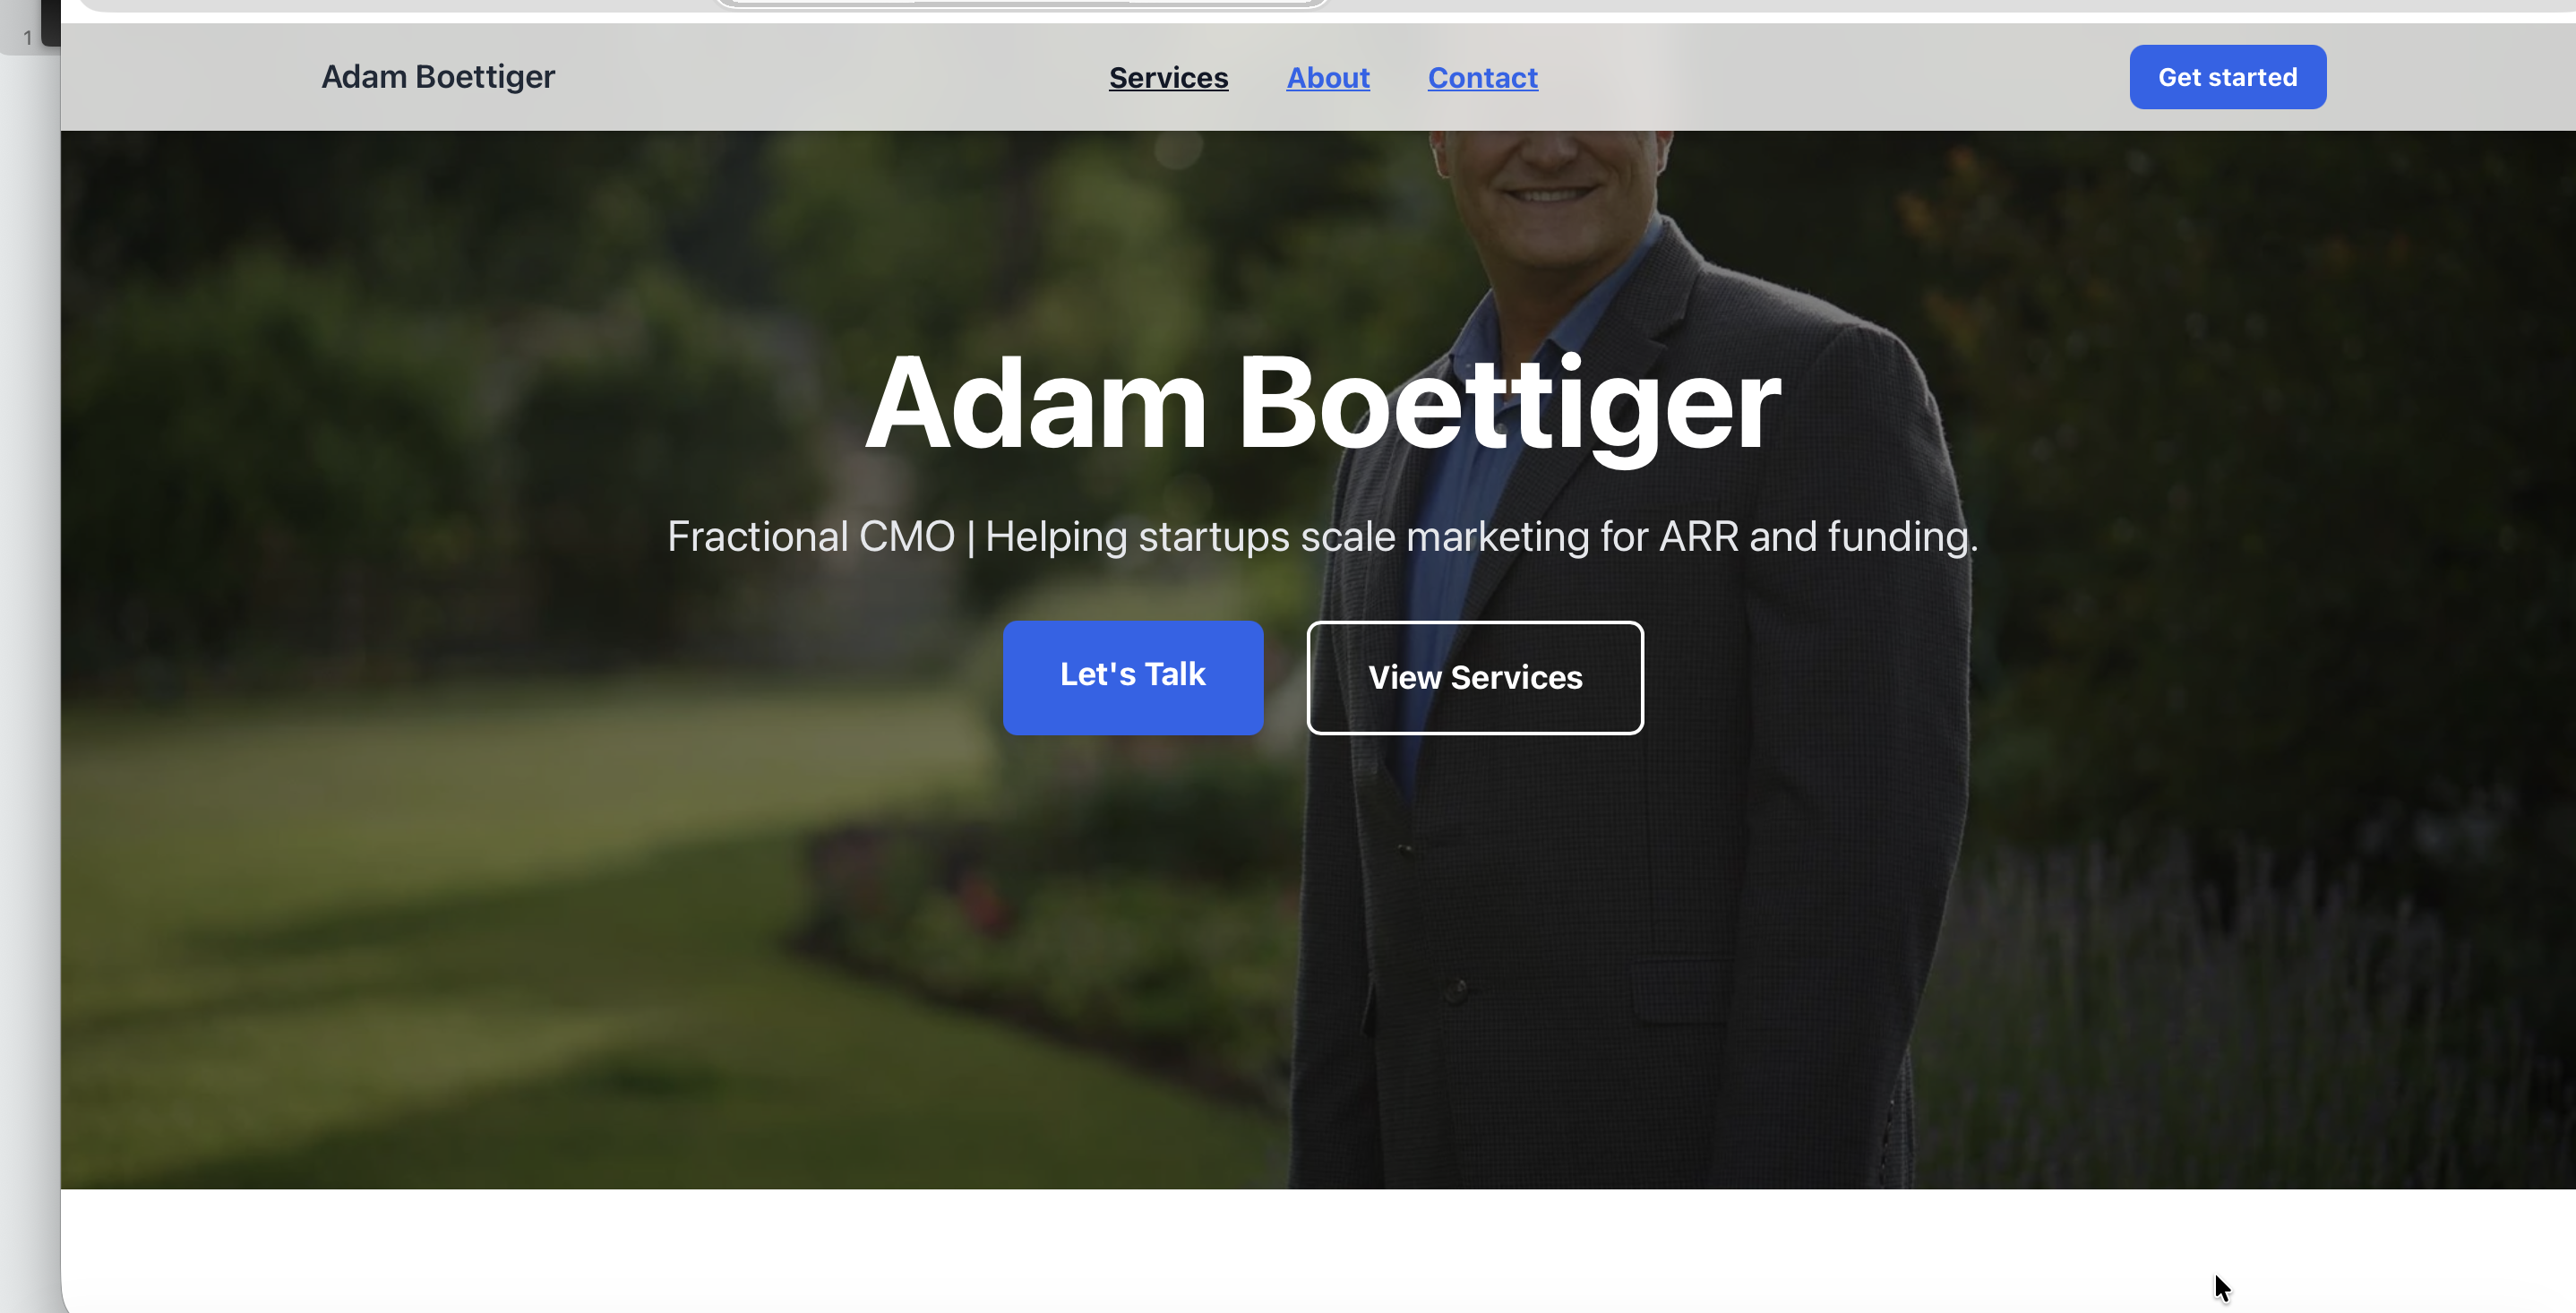 1
Adam Boettiger
Services About Contact
Get started
Adam Boettiger
Fractional CMO | Helping startups scale marketing for ARR and funding.
Let's Talk
View Services